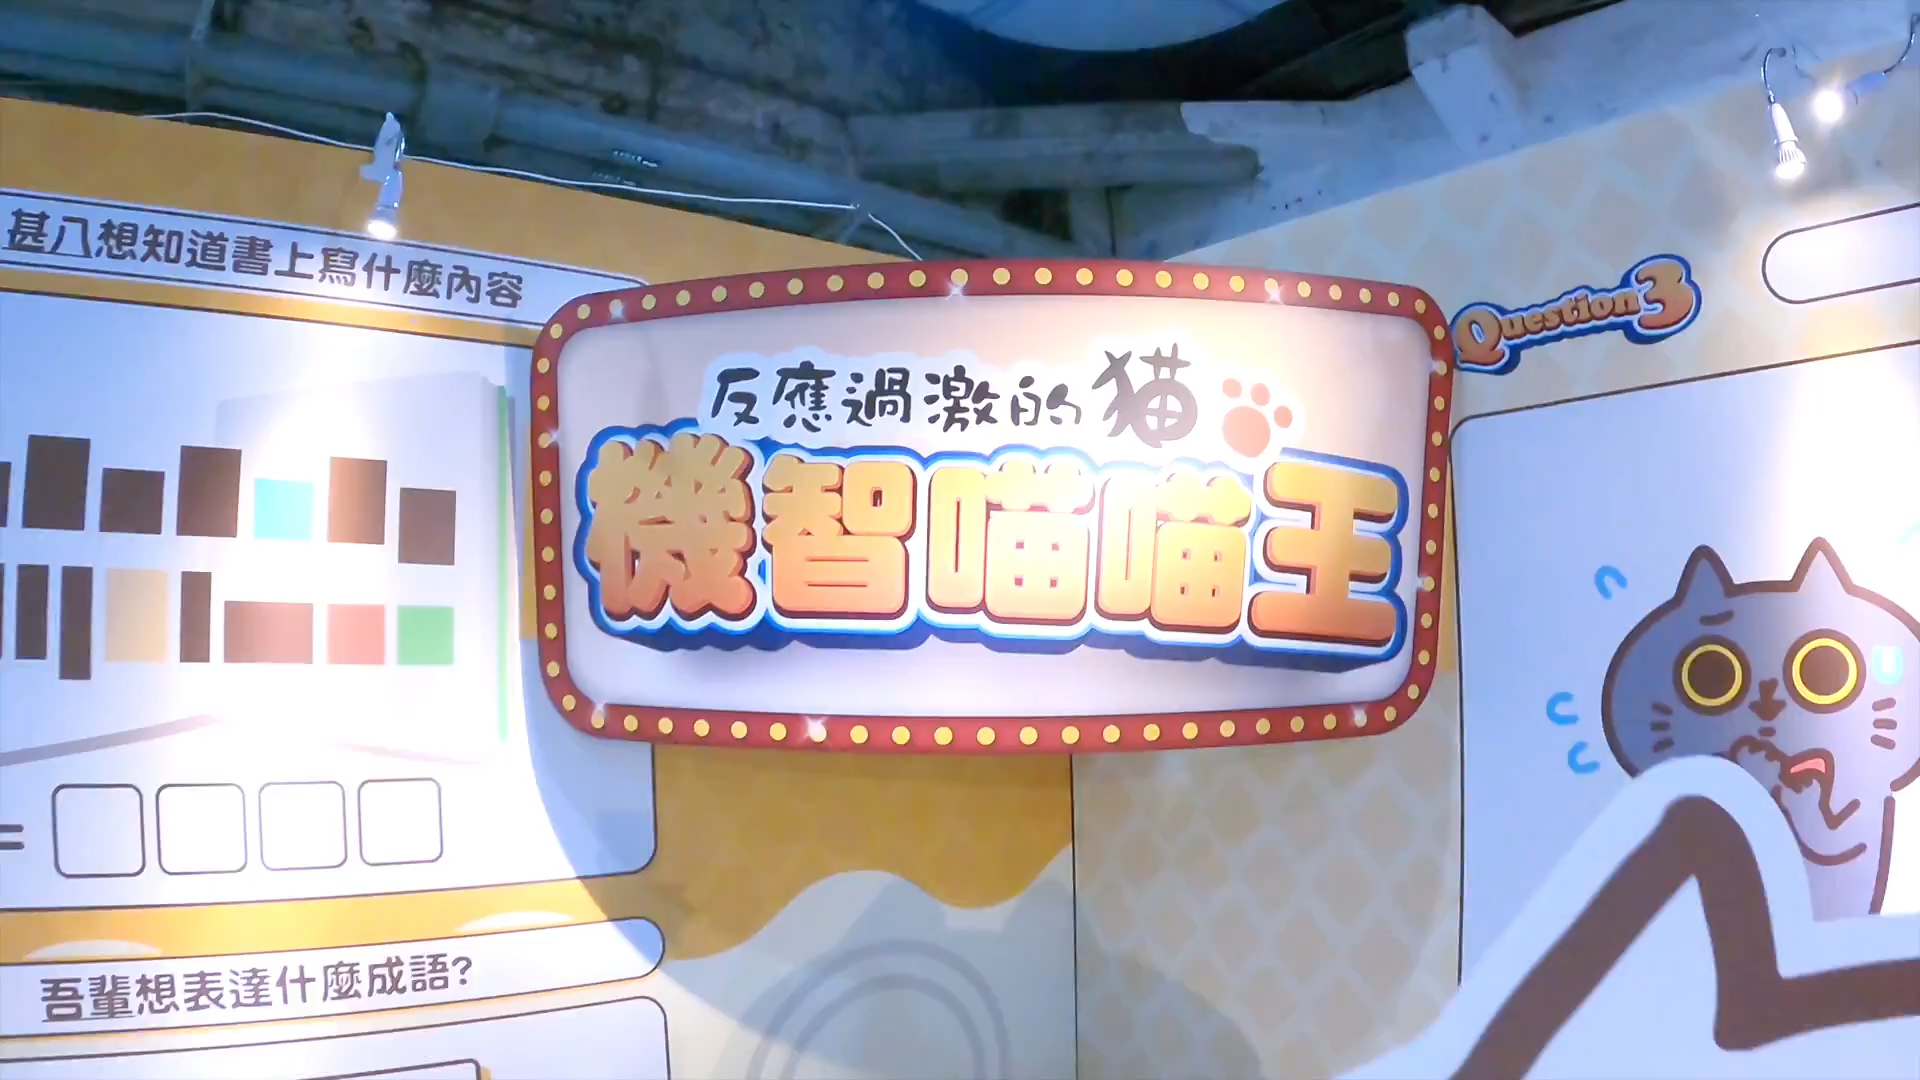 甚八想知道書上寫什麼內容
反應過激的猫
機智喵喵王
Question3
=
吾輩想表達什麼成語?